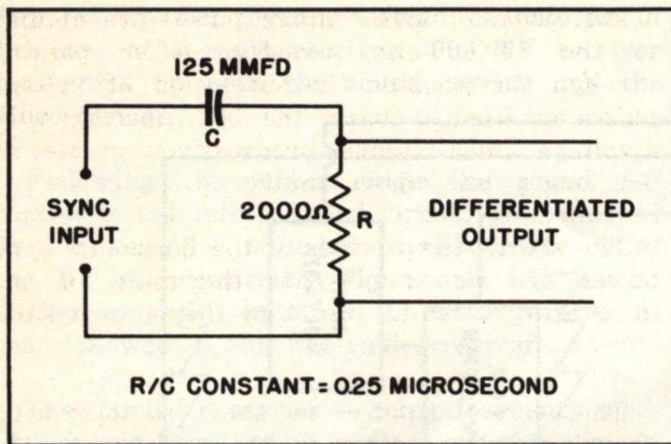 125 MMFD
C
SYNC
INPUT
2000Ω
R
DIFFERENTIATED
OUTPUT
R/C CONSTANT = 0.25 MICROSECOND